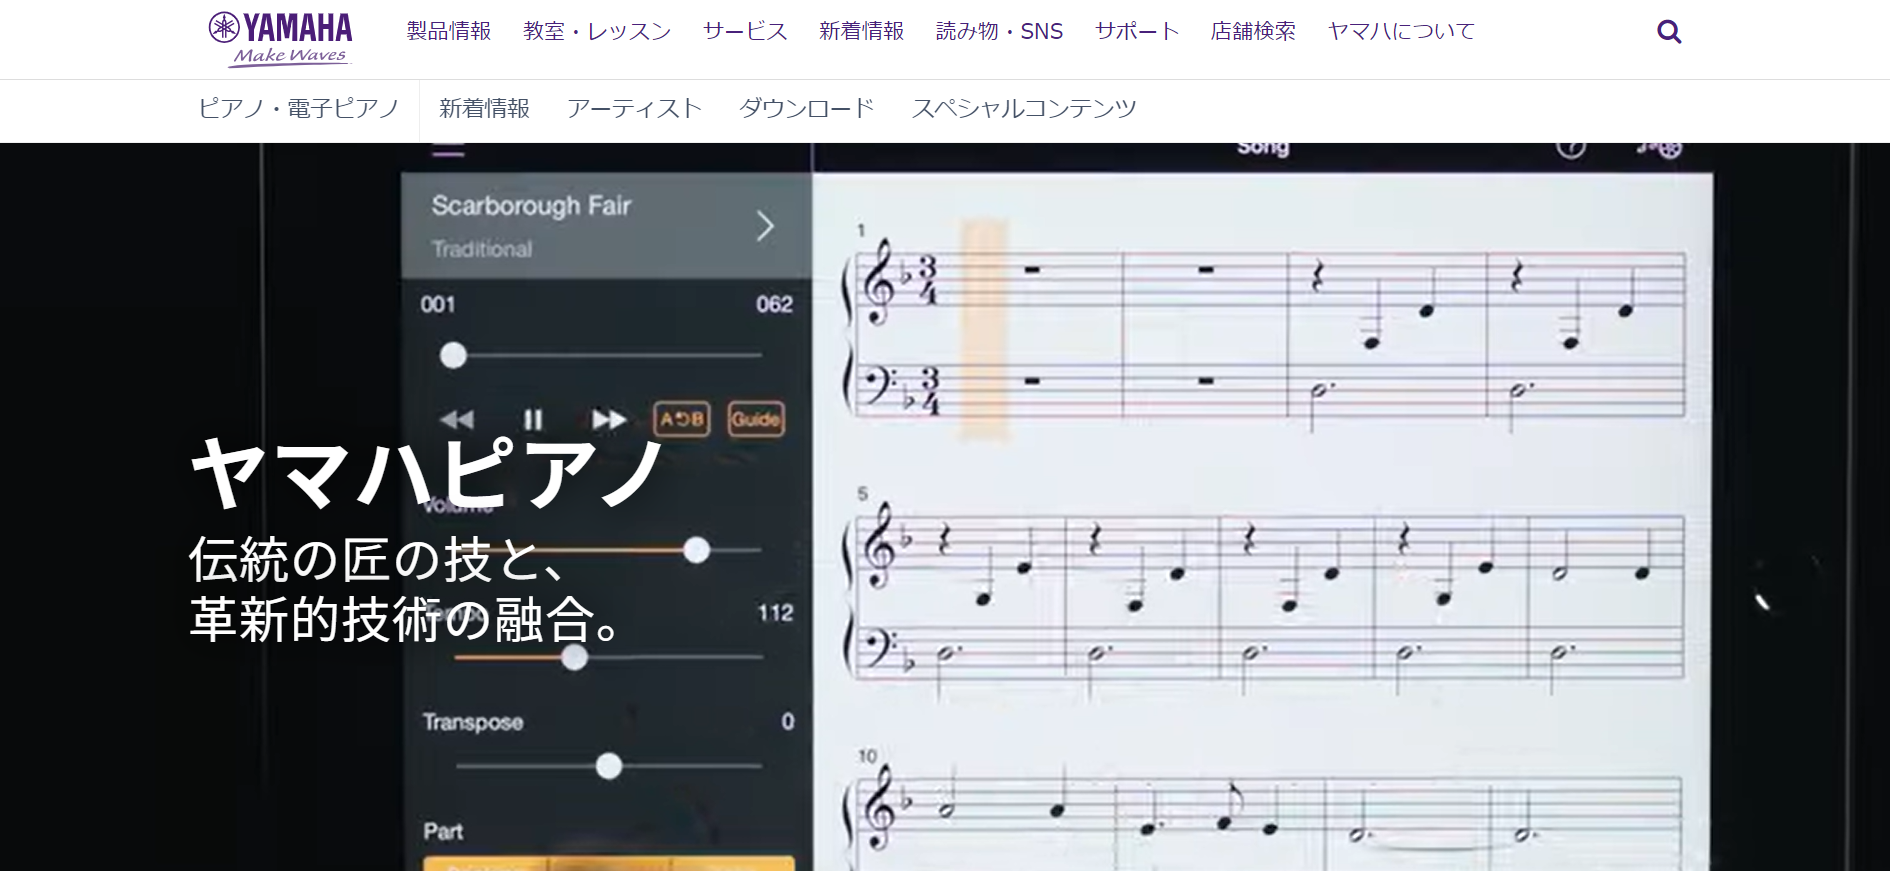 YAMAHA
Make Waves
製品情報 教室・レッスン サービス 新着情報 読み物・SNS サポート 店舗検索 ヤマハについて
ピアノ・電子ピアノ 新着情報 アーティスト ダウンロード スペシャルコンテンツ
Song
Scarborough Fair
Traditional
001 062
A B Guide
ヤマハピアノ
Volume
伝統の匠の技と、
革新的技術の融合。
Tempo 112
Transpose 0
Part
1
3
4
3
4
5
10